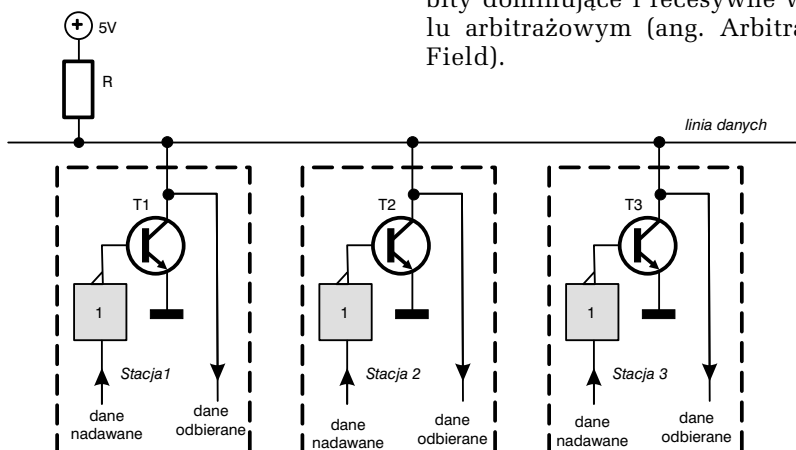 bity dominujące i recesywne w
lu arbitrażowym (ang. Arbitra
Field).
5V
R
linia danych
T1
T2
T3
1
1
1
Stacja1
Stacja 2
Stacja 3
dane
nadawane
dane
odbierane
dane
nadawane
dane
odbierane
dane
nadawane
dane
odbierane